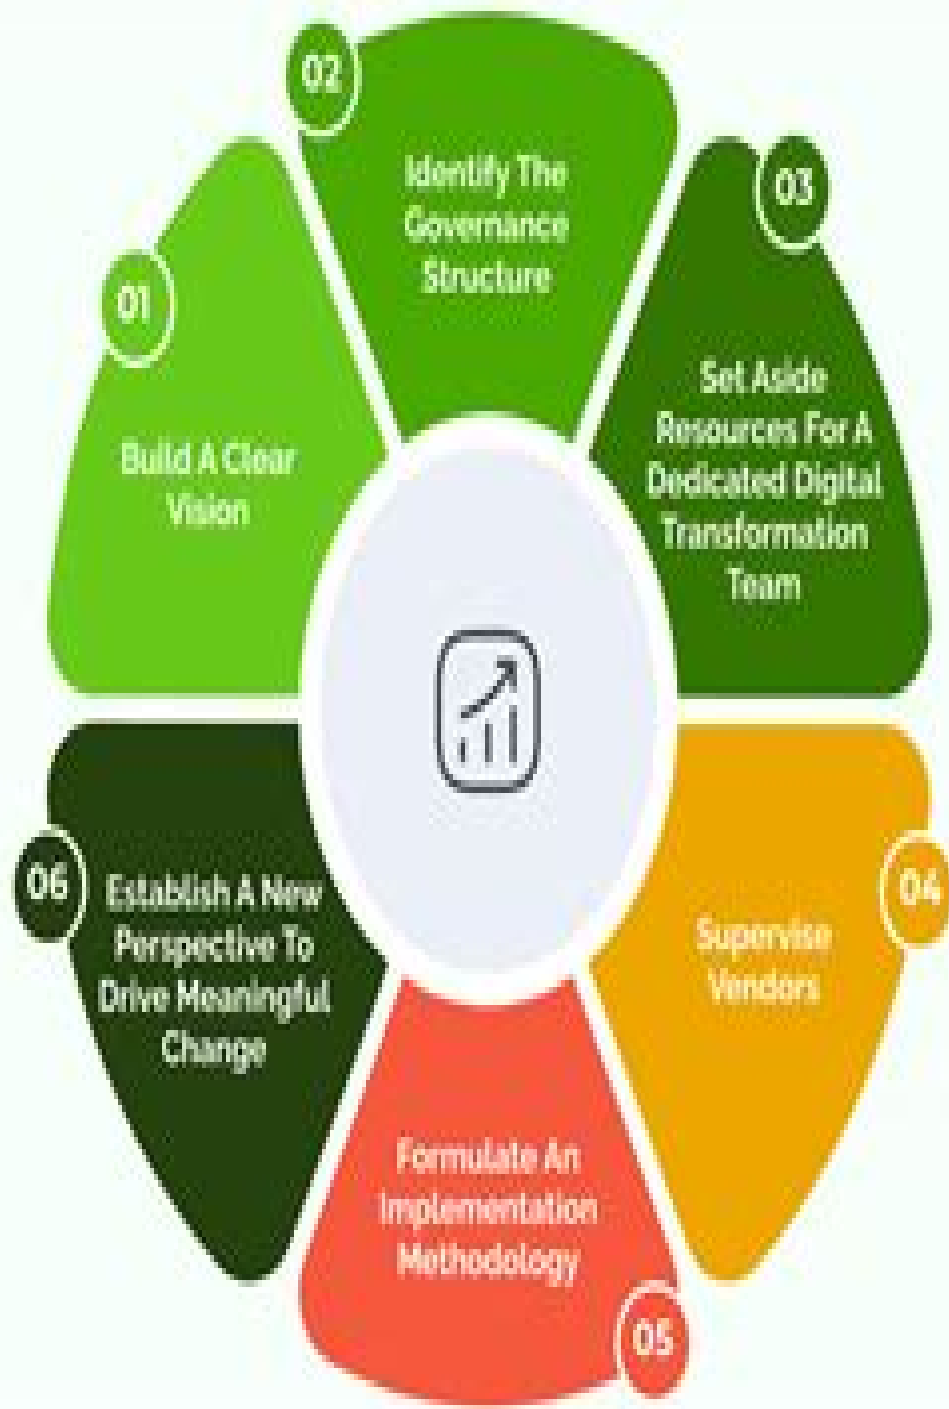 01
Build A Clear
Vision
02
Identify The
Governance
Structure
03
Set Aside
Resources For A
Dedicated Digital
Transformation
Team
04
Supervise
Vendors
05
Formulate An
Implementation
Methodology
06
Establish A New
Perspective To
Drive Meaningful
Change